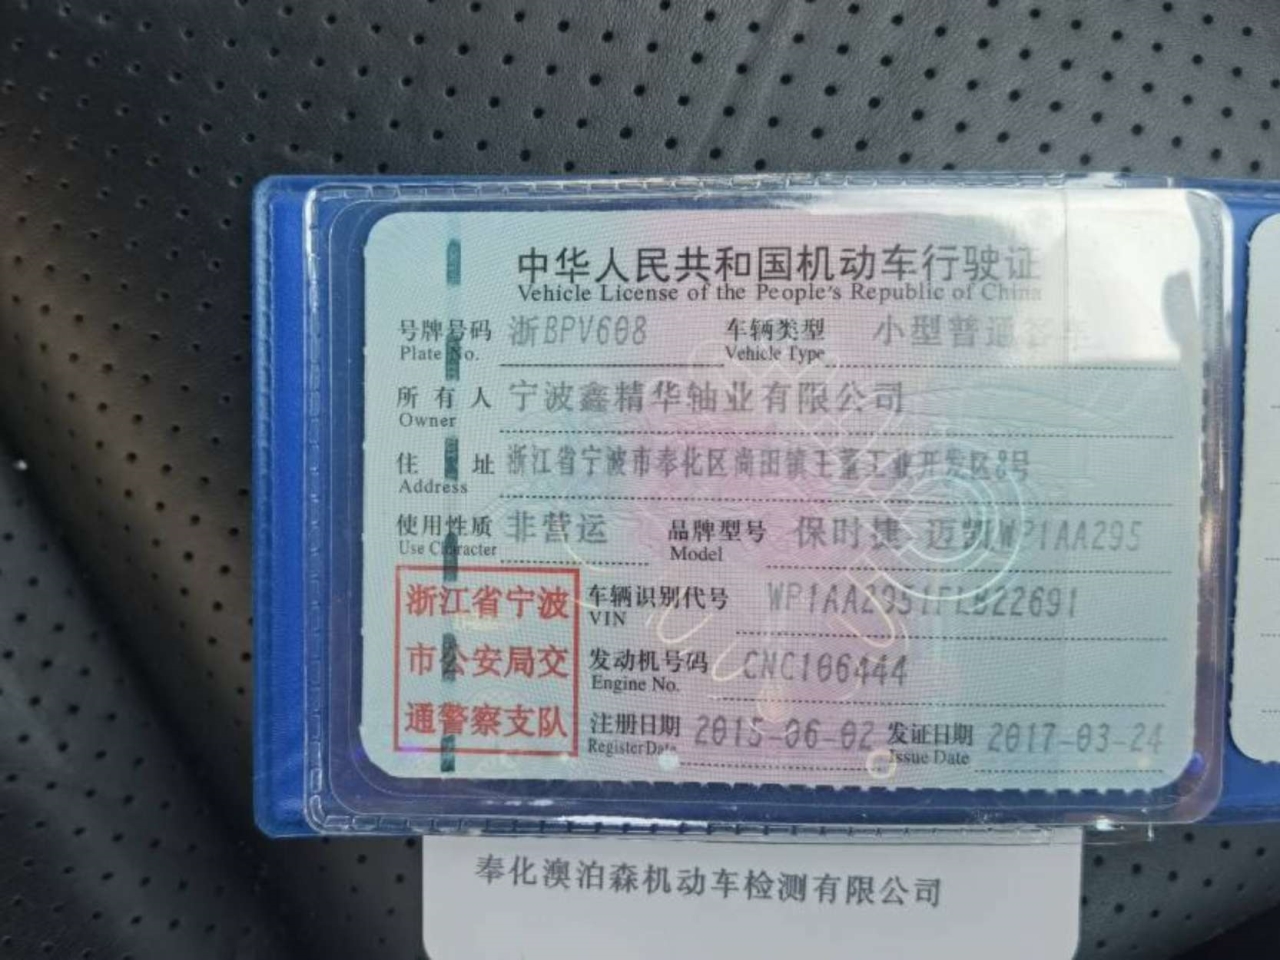 中华人民共和国机动车行驶证
Vehicle License of the People's Republic of China
号牌号码 浙BPV608 车辆类型 小型普通客车
Plate No. Vehicle Type
所有人 宁波鑫精华轴业有限公司
Owner
住址 浙江省宁波市奉化区尚田镇王董工业开发区8号
Address
使用性质 非营运 品牌型号 保时捷 迈凯WP1AA295
Use Character Model
浙江省宁波
市公安局交
通警察支队
车辆识别代号 WP1AA2951FLB22691
VIN
发动机号码 CNC106444
Engine No.
注册日期 2015-06-02 发证日期 2017-03-24
Register Date Issue Date
奉化澳泊森机动车检测有限公司